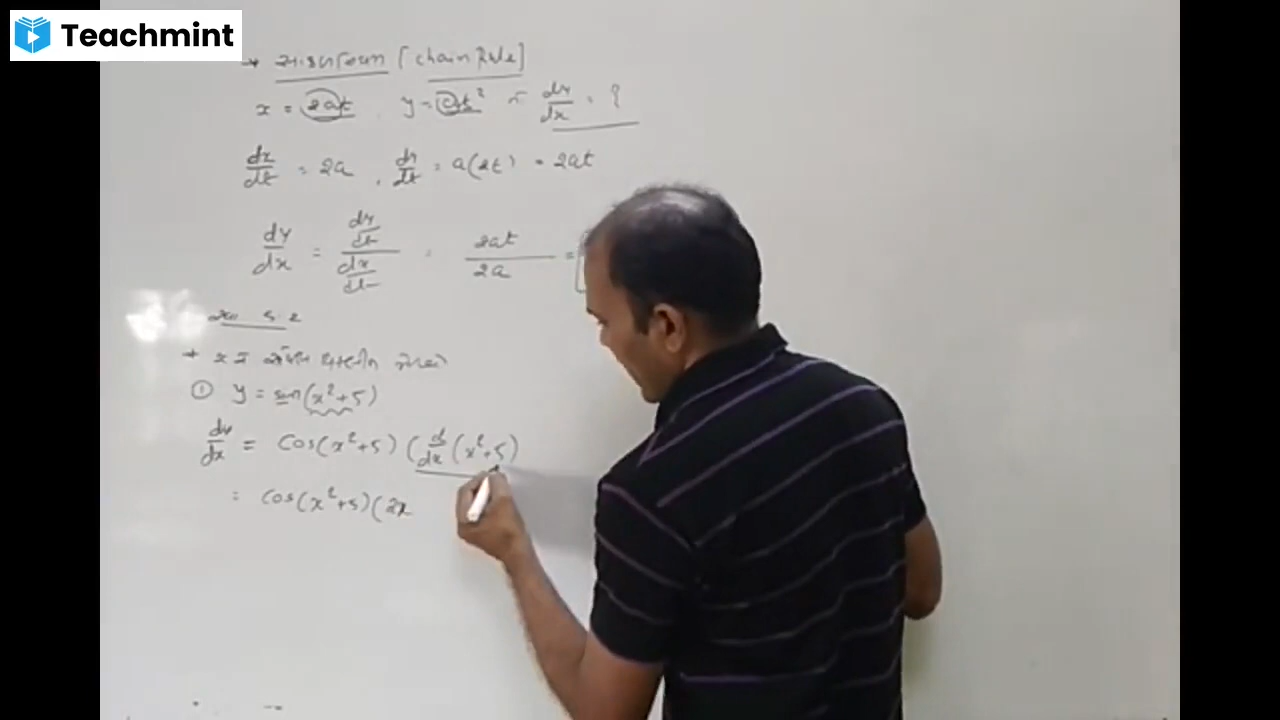 Teachmint
→ સાંકળનિયમ [Chain Rule]
x = 2at , y = at² ⇒ dy/dx = ?
dx/dt = 2a , dy/dt = a(2t) = 2at
dy/dx = (dy/dt)/(dx/dt) = 2at/2a =
5.2
① y = sin(x²+5)
dy/dx = Cos(x²+5) (d/dx (x²+5)
= cos(x²+5)(2x